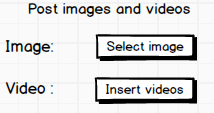 Post images and videos
Image: Select image
Video : Insert videos